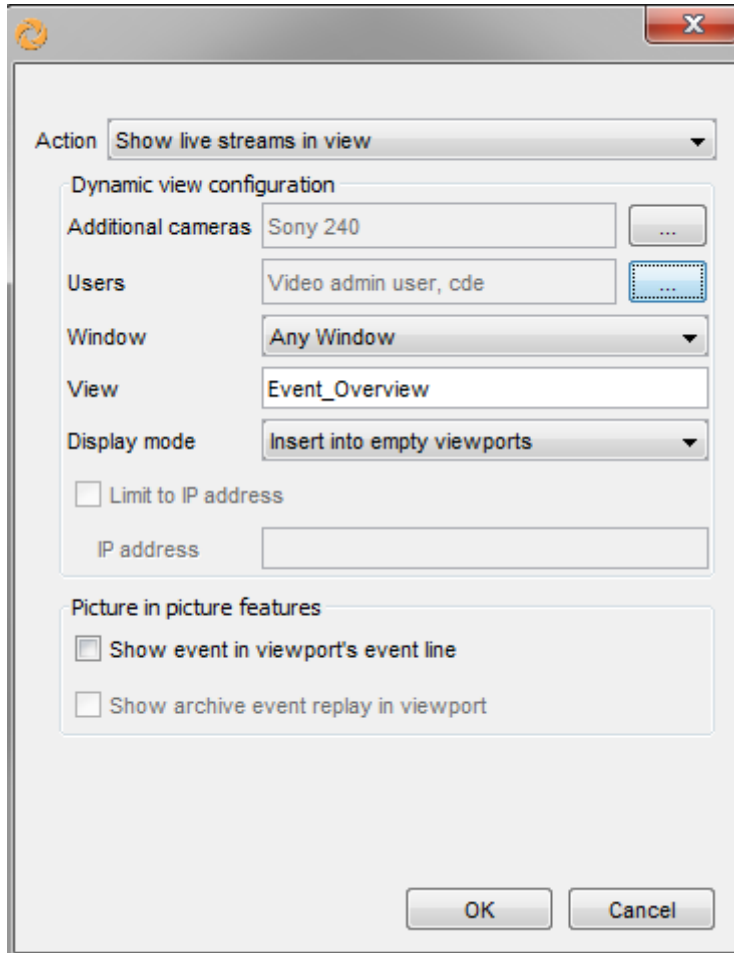 Action Show live streams in view
Dynamic view configuration
Additional cameras Sony 240 ...
Users Video admin user, cde ...
Window Any Window
View Event_Overview
Display mode Insert into empty viewports
Limit to IP address
IP address
Picture in picture features
Show event in viewport's event line
Show archive event replay in viewport
OK Cancel